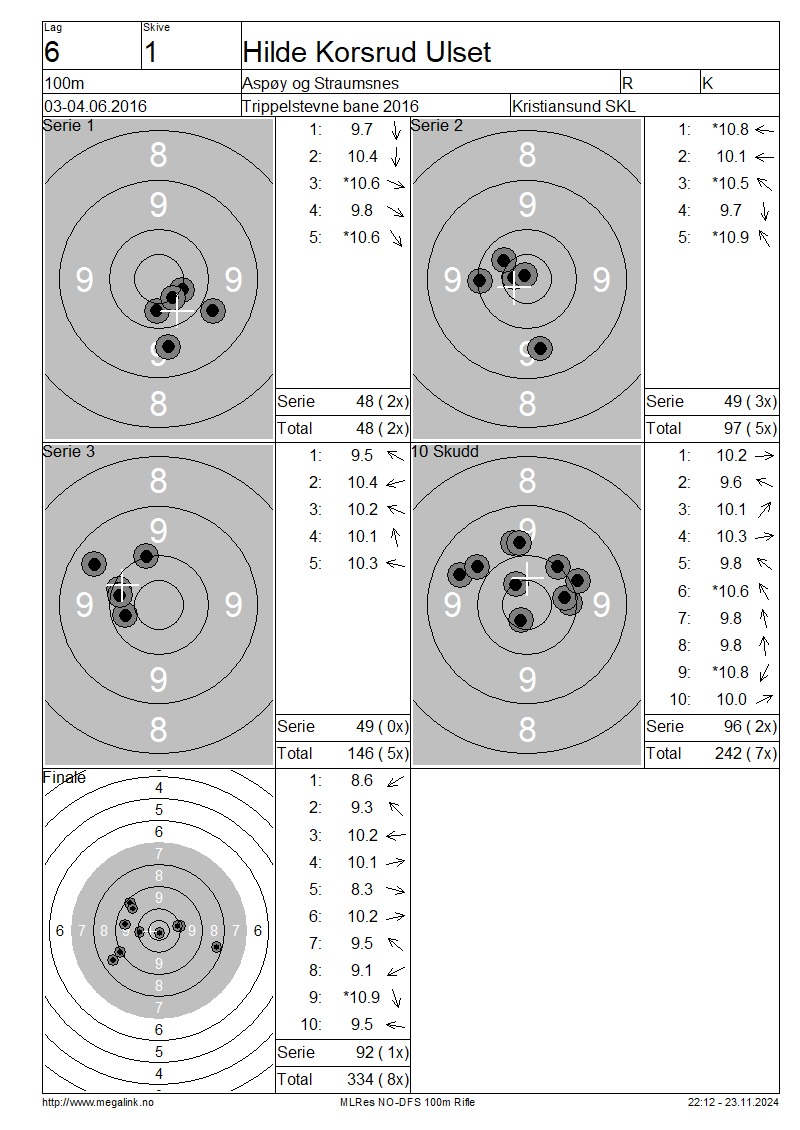 Lag
Skive
6
1
Hilde Korsrud Ulset
100m
Aspøy og Straumsnes
R
K
03-04.06.2016
Trippelstevne bane 2016
Kristiansund SKL
Serie 1
8
9
9
9
9
8
1: 9.7
2: 10.4
3: *10.6
4: 9.8
5: *10.6
Serie 48 ( 2x)
Total 48 ( 2x)
Serie 2
8
9
9
9
9
8
1: *10.8
2: 10.1
3: *10.5
4: 9.7
5: *10.9
Serie 49 ( 3x)
Total 97 ( 5x)
Serie 3
8
9
9
9
9
8
1: 9.5
2: 10.4
3: 10.2
4: 10.1
5: 10.3
Serie 49 ( 0x)
Total 146 ( 5x)
10 Skudd
8
9
9
9
9
8
1: 10.2
2: 9.6
3: 10.1
4: 10.3
5: 9.8
6: *10.6
7: 9.8
8: 9.8
9: *10.8
10: 10.0
Serie 96 ( 2x)
Total 242 ( 7x)
Finale
4
5
6
7
8
9
6 7 8 9 9 8 7 6
9
8
7
6
5
4
1: 8.6
2: 9.3
3: 10.2
4: 10.1
5: 8.3
6: 10.2
7: 9.5
8: 9.1
9: *10.9
10: 9.5
Serie 92 ( 1x)
Total 334 ( 8x)
http://www.megalink.no
MLRes NO-DFS 100m Rifle
22:12 - 23.11.2024